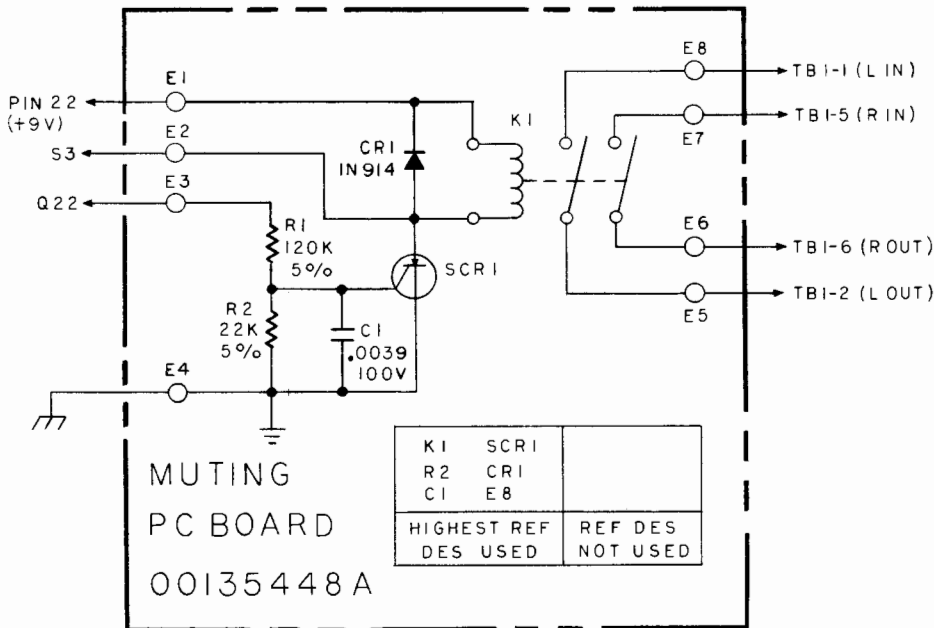 E1
PIN 22
(+9V)
E2
S3
E3
Q22
CR1
IN914
K1
E8
TB1-1 (L IN)
TB1-5 (R IN)
E7
R1
120K
5%
SCR1
E6
TB1-6 (R OUT)
TB1-2 (L OUT)
E5
R2
22K
5%
C1
.0039
100V
E4
MUTING
PC BOARD
00135448A
K1 SCR1
R2 CR1
C1 E8
HIGHEST REF
DES USED
REF DES
NOT USED